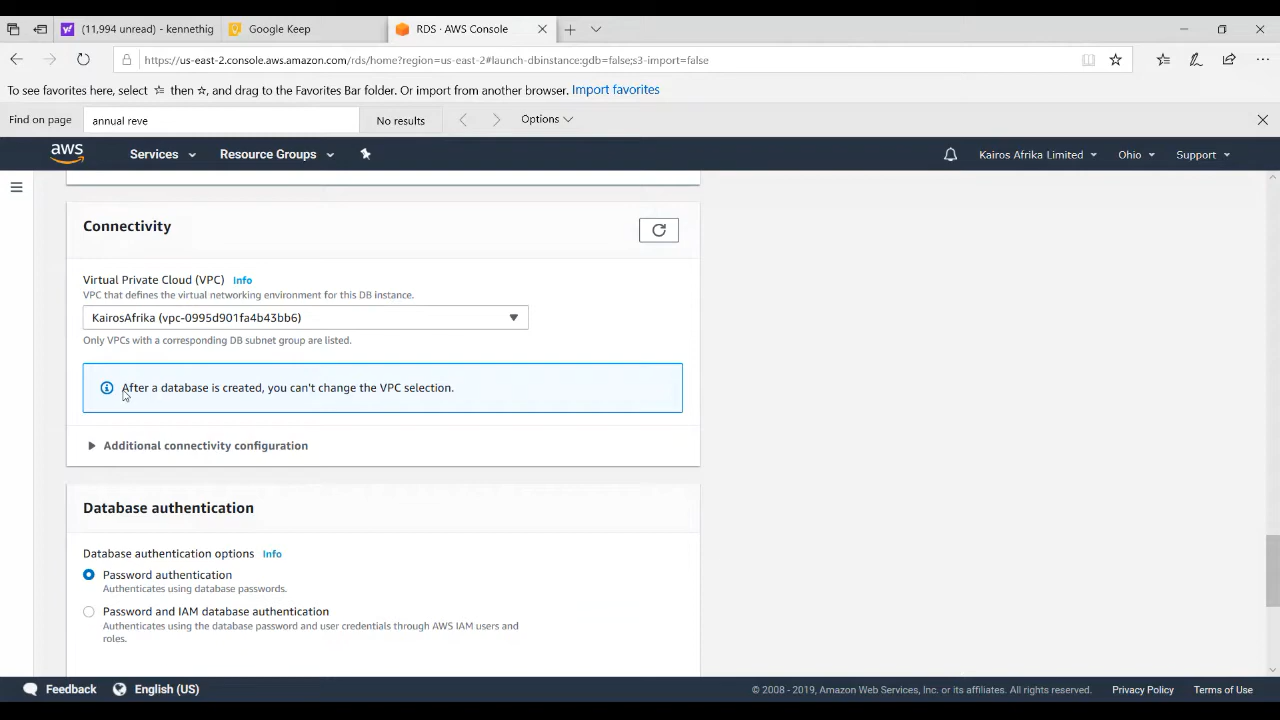 (11,994 unread) - kennethig
Google Keep
RDS · AWS Console
https://us-east-2.console.aws.amazon.com/rds/home?region=us-east-2#launch-dbinstance:gdb=false;s3-import=false
To see favorites here, select then, and drag to the Favorites Bar folder. Or import from another browser. Import favorites
Find on page
annual reve
No results
Options
aws
Services
Resource Groups
Kairos Afrika Limited
Ohio
Support
Connectivity
Virtual Private Cloud (VPC) Info
VPC that defines the virtual networking environment for this DB instance.
KairosAfrika (vpc-0995d901fa4b43bb6)
Only VPCs with a corresponding DB subnet group are listed.
After a database is created, you can't change the VPC selection.
Additional connectivity configuration
Database authentication
Database authentication options Info
Password authentication
Authenticates using database passwords.
Password and IAM database authentication
Authenticates using the database password and user credentials through AWS IAM users and
roles.
Feedback
English (US)
© 2008 - 2019, Amazon Web Services, Inc. or its affiliates. All rights reserved.
Privacy Policy
Terms of Use